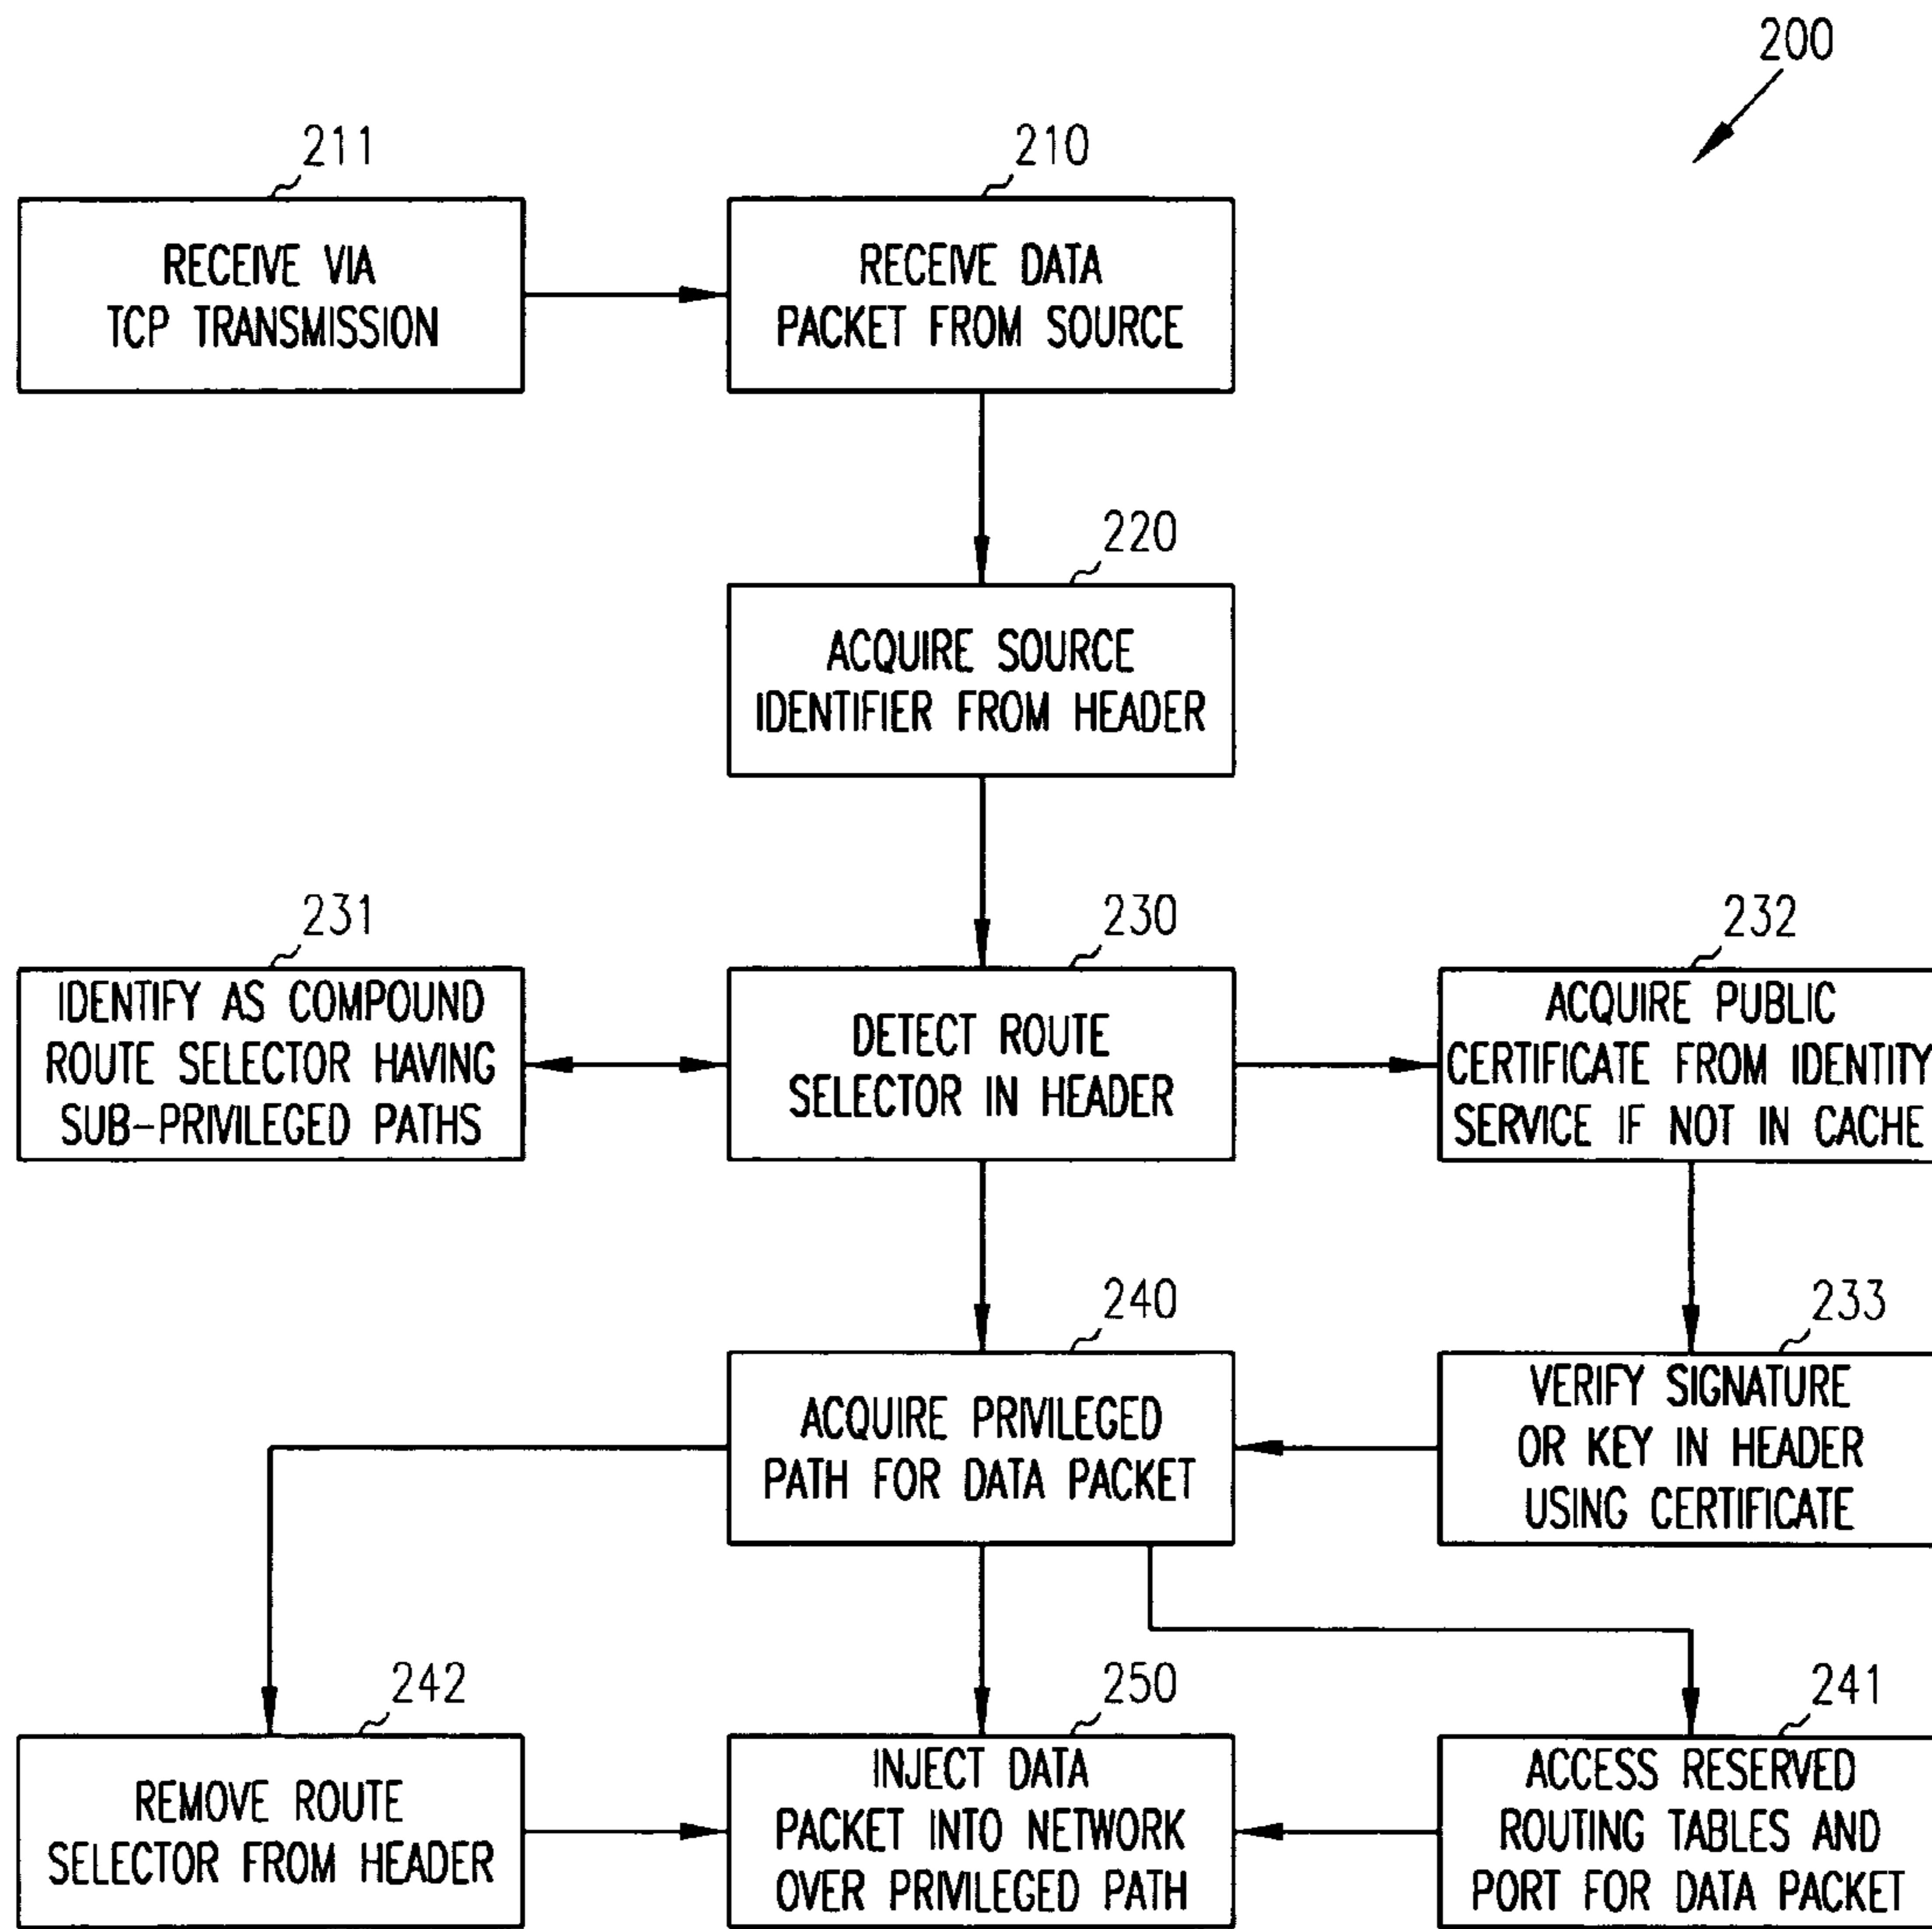 200
211
210
RECEIVE VIA
TCP TRANSMISSION
RECEIVE DATA
PACKET FROM SOURCE
220
ACQUIRE SOURCE
IDENTIFIER FROM HEADER
231
230
232
IDENTIFY AS COMPOUND
ROUTE SELECTOR HAVING
SUB-PRIVILEGED PATHS
DETECT ROUTE
SELECTOR IN HEADER
ACQUIRE PUBLIC
CERTIFICATE FROM IDENTITY
SERVICE IF NOT IN CACHE
240
233
ACQUIRE PRIVILEGED
PATH FOR DATA PACKET
VERIFY SIGNATURE
OR KEY IN HEADER
USING CERTIFICATE
242
250
241
REMOVE ROUTE
SELECTOR FROM HEADER
INJECT DATA
PACKET INTO NETWORK
OVER PRIVILEGED PATH
ACCESS RESERVED
ROUTING TABLES AND
PORT FOR DATA PACKET